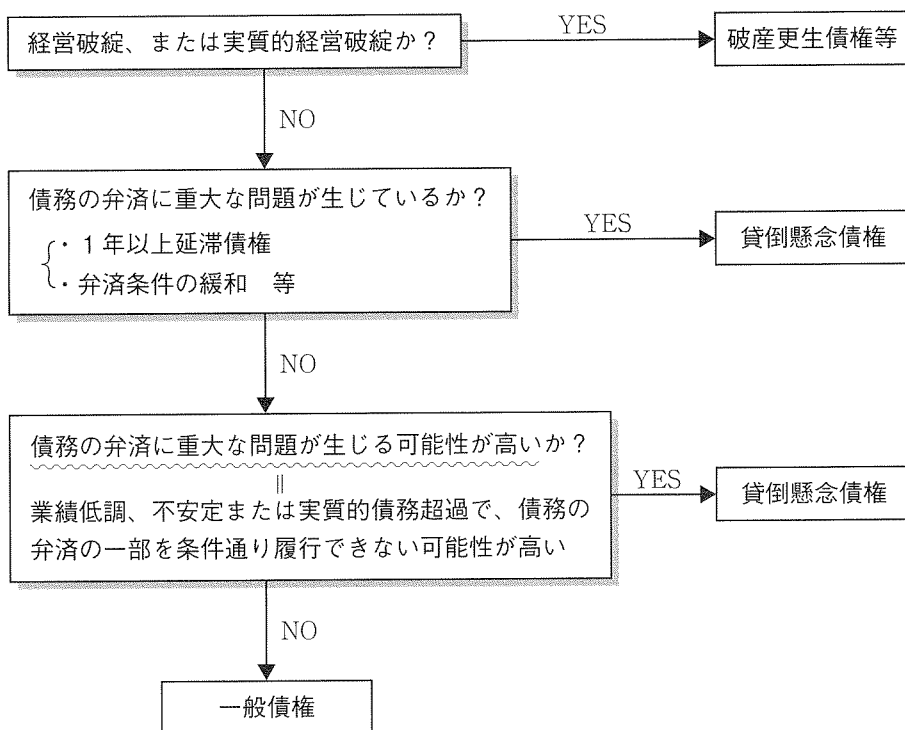 経営破綻、または実質的経営破綻か？
YES
破産更生債権等
NO
債務の弁済に重大な問題が生じているか？
・１年以上延滞債権
・弁済条件の緩和　等
YES
貸倒懸念債権
NO
債務の弁済に重大な問題が生じる可能性が高いか？
||
業績低調、不安定または実質的債務超過で、債務の
弁済の一部を条件通り履行できない可能性が高い
YES
貸倒懸念債権
NO
一般債権